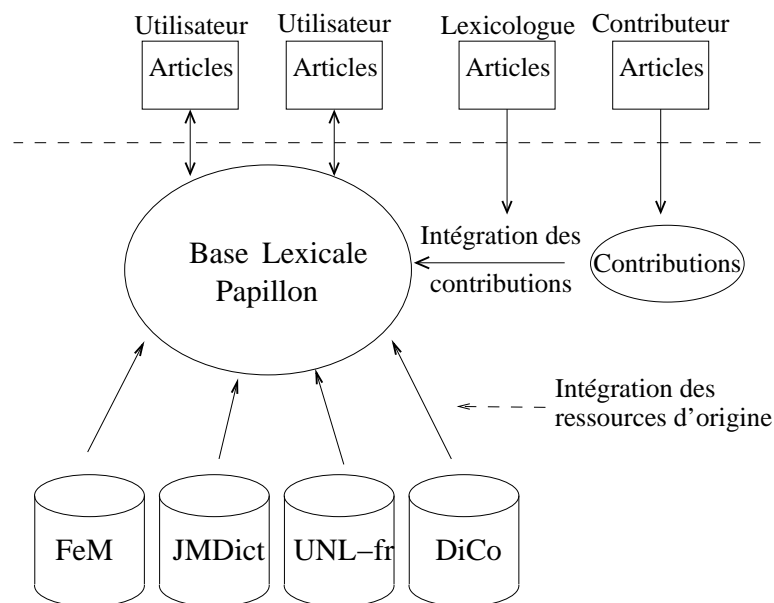 Utilisateur
Utilisateur
Lexicologue
Contributeur
Articles
Articles
Articles
Articles
Base Lexicale
Papillon
Intégration des
contributions
Contributions
Intégration des
ressources d'origine
FeM
JMDict
UNL−fr
DiCo